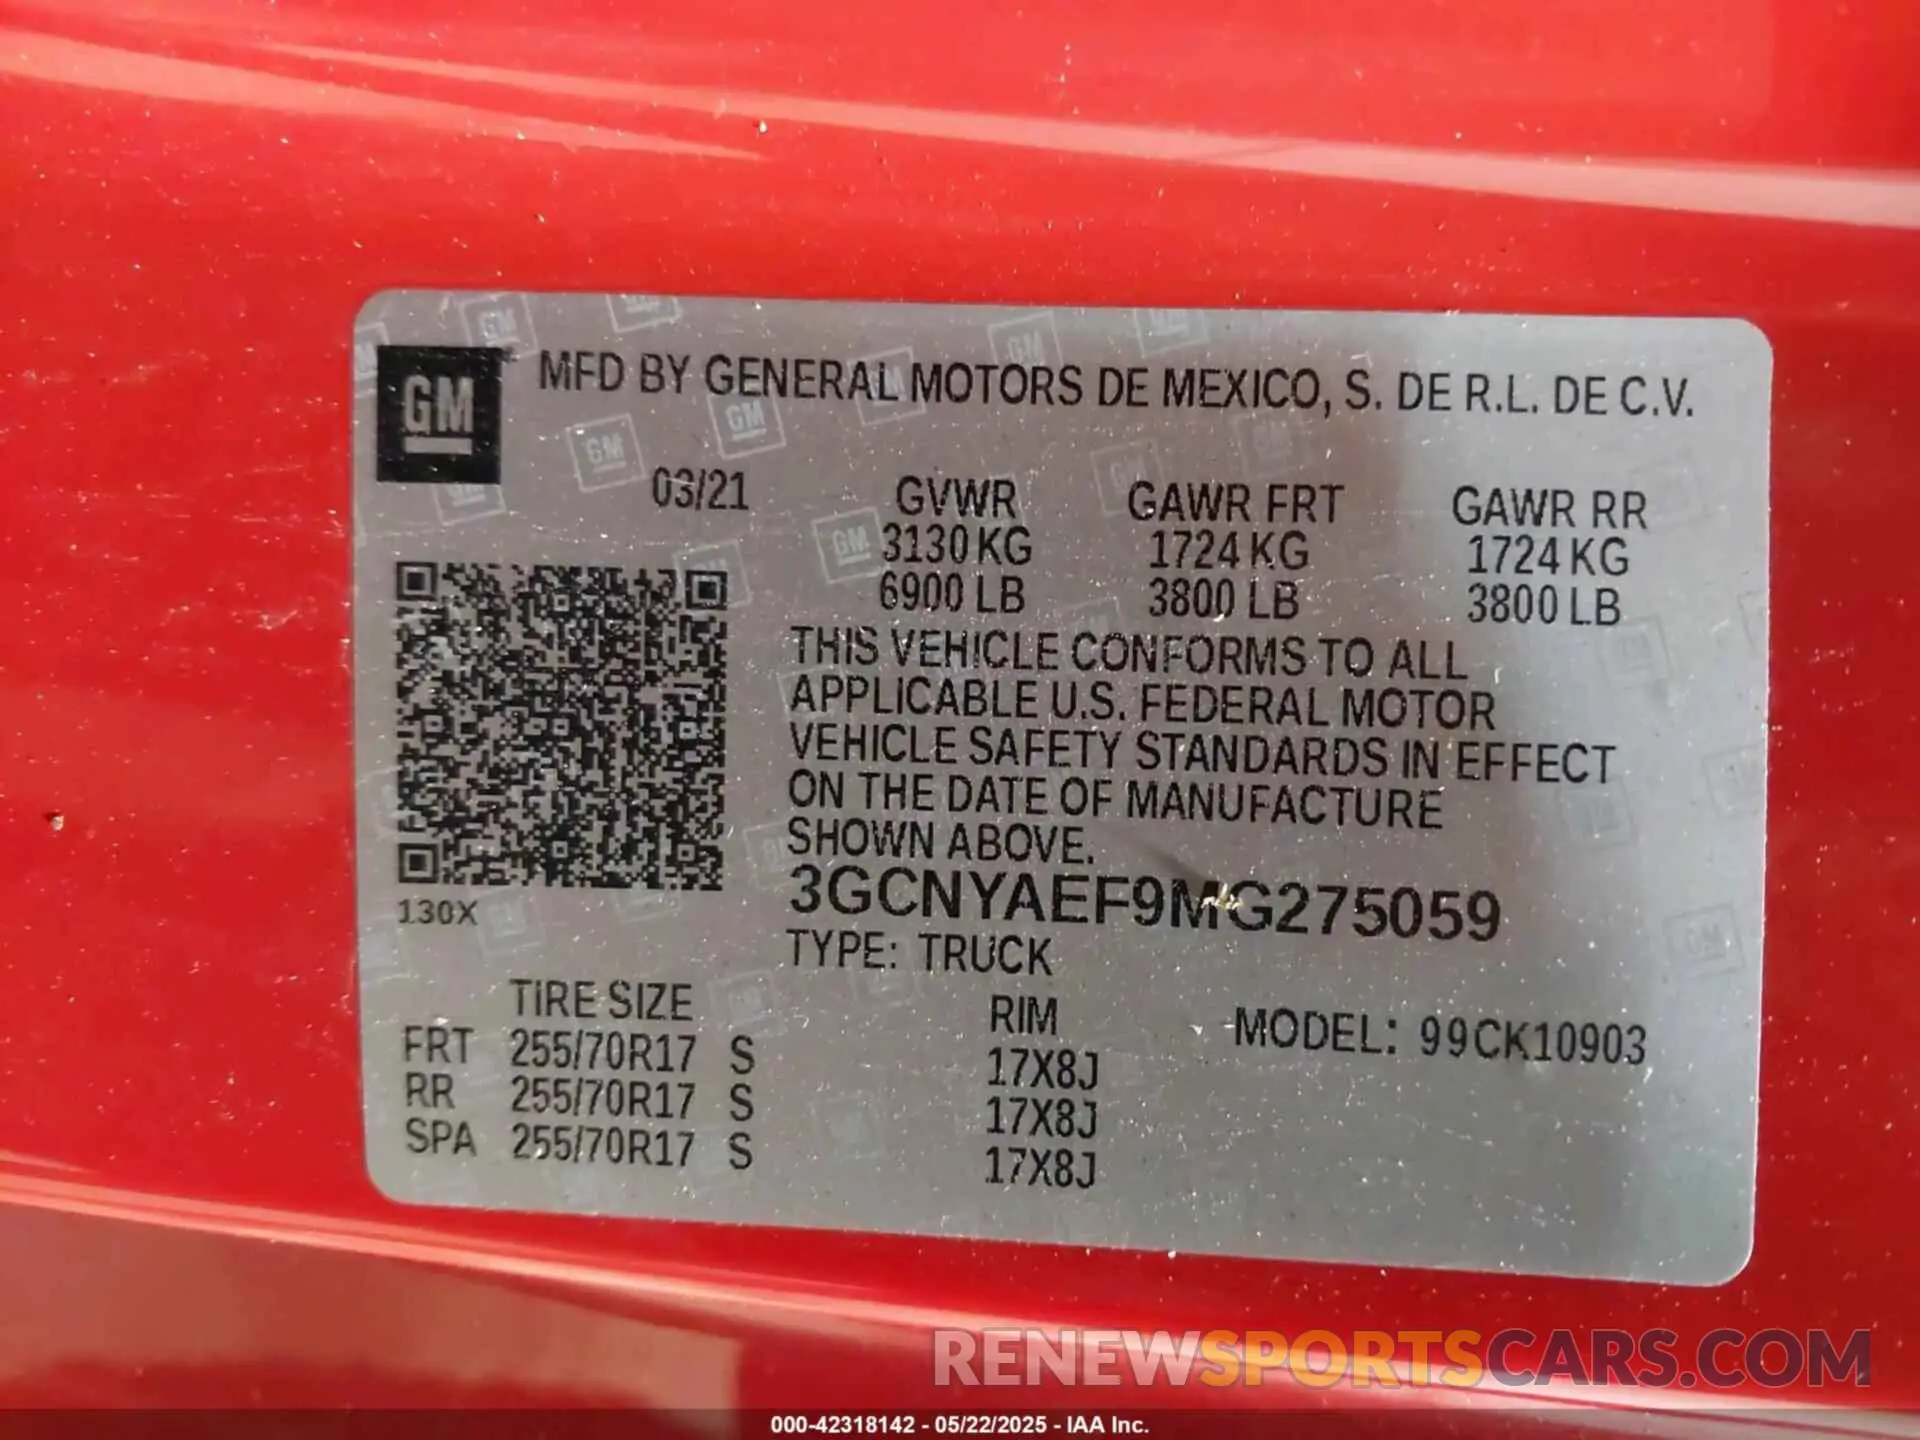 GM
MFD BY GENERAL MOTORS DE MEXICO, S. DE R.L. DE C.V.
03/21
GVWR GAWR FRT GAWR RR
3130 KG 1724 KG 1724 KG
6900 LB 3800 LB 3800 LB
THIS VEHICLE CONFORMS TO ALL
APPLICABLE U.S. FEDERAL MOTOR
VEHICLE SAFETY STANDARDS IN EFFECT
ON THE DATE OF MANUFACTURE
SHOWN ABOVE.
3GCNYAEF9MG275059
130X
TYPE: TRUCK
TIRE SIZE RIM MODEL: 99CK10903
FRT 255/70R17 S 17X8J
RR 255/70R17 S 17X8J
SPA 255/70R17 S 17X8J
RENEWSPORTSCARS.COM
000-42318142 - 05/22/2025 - IAA Inc.